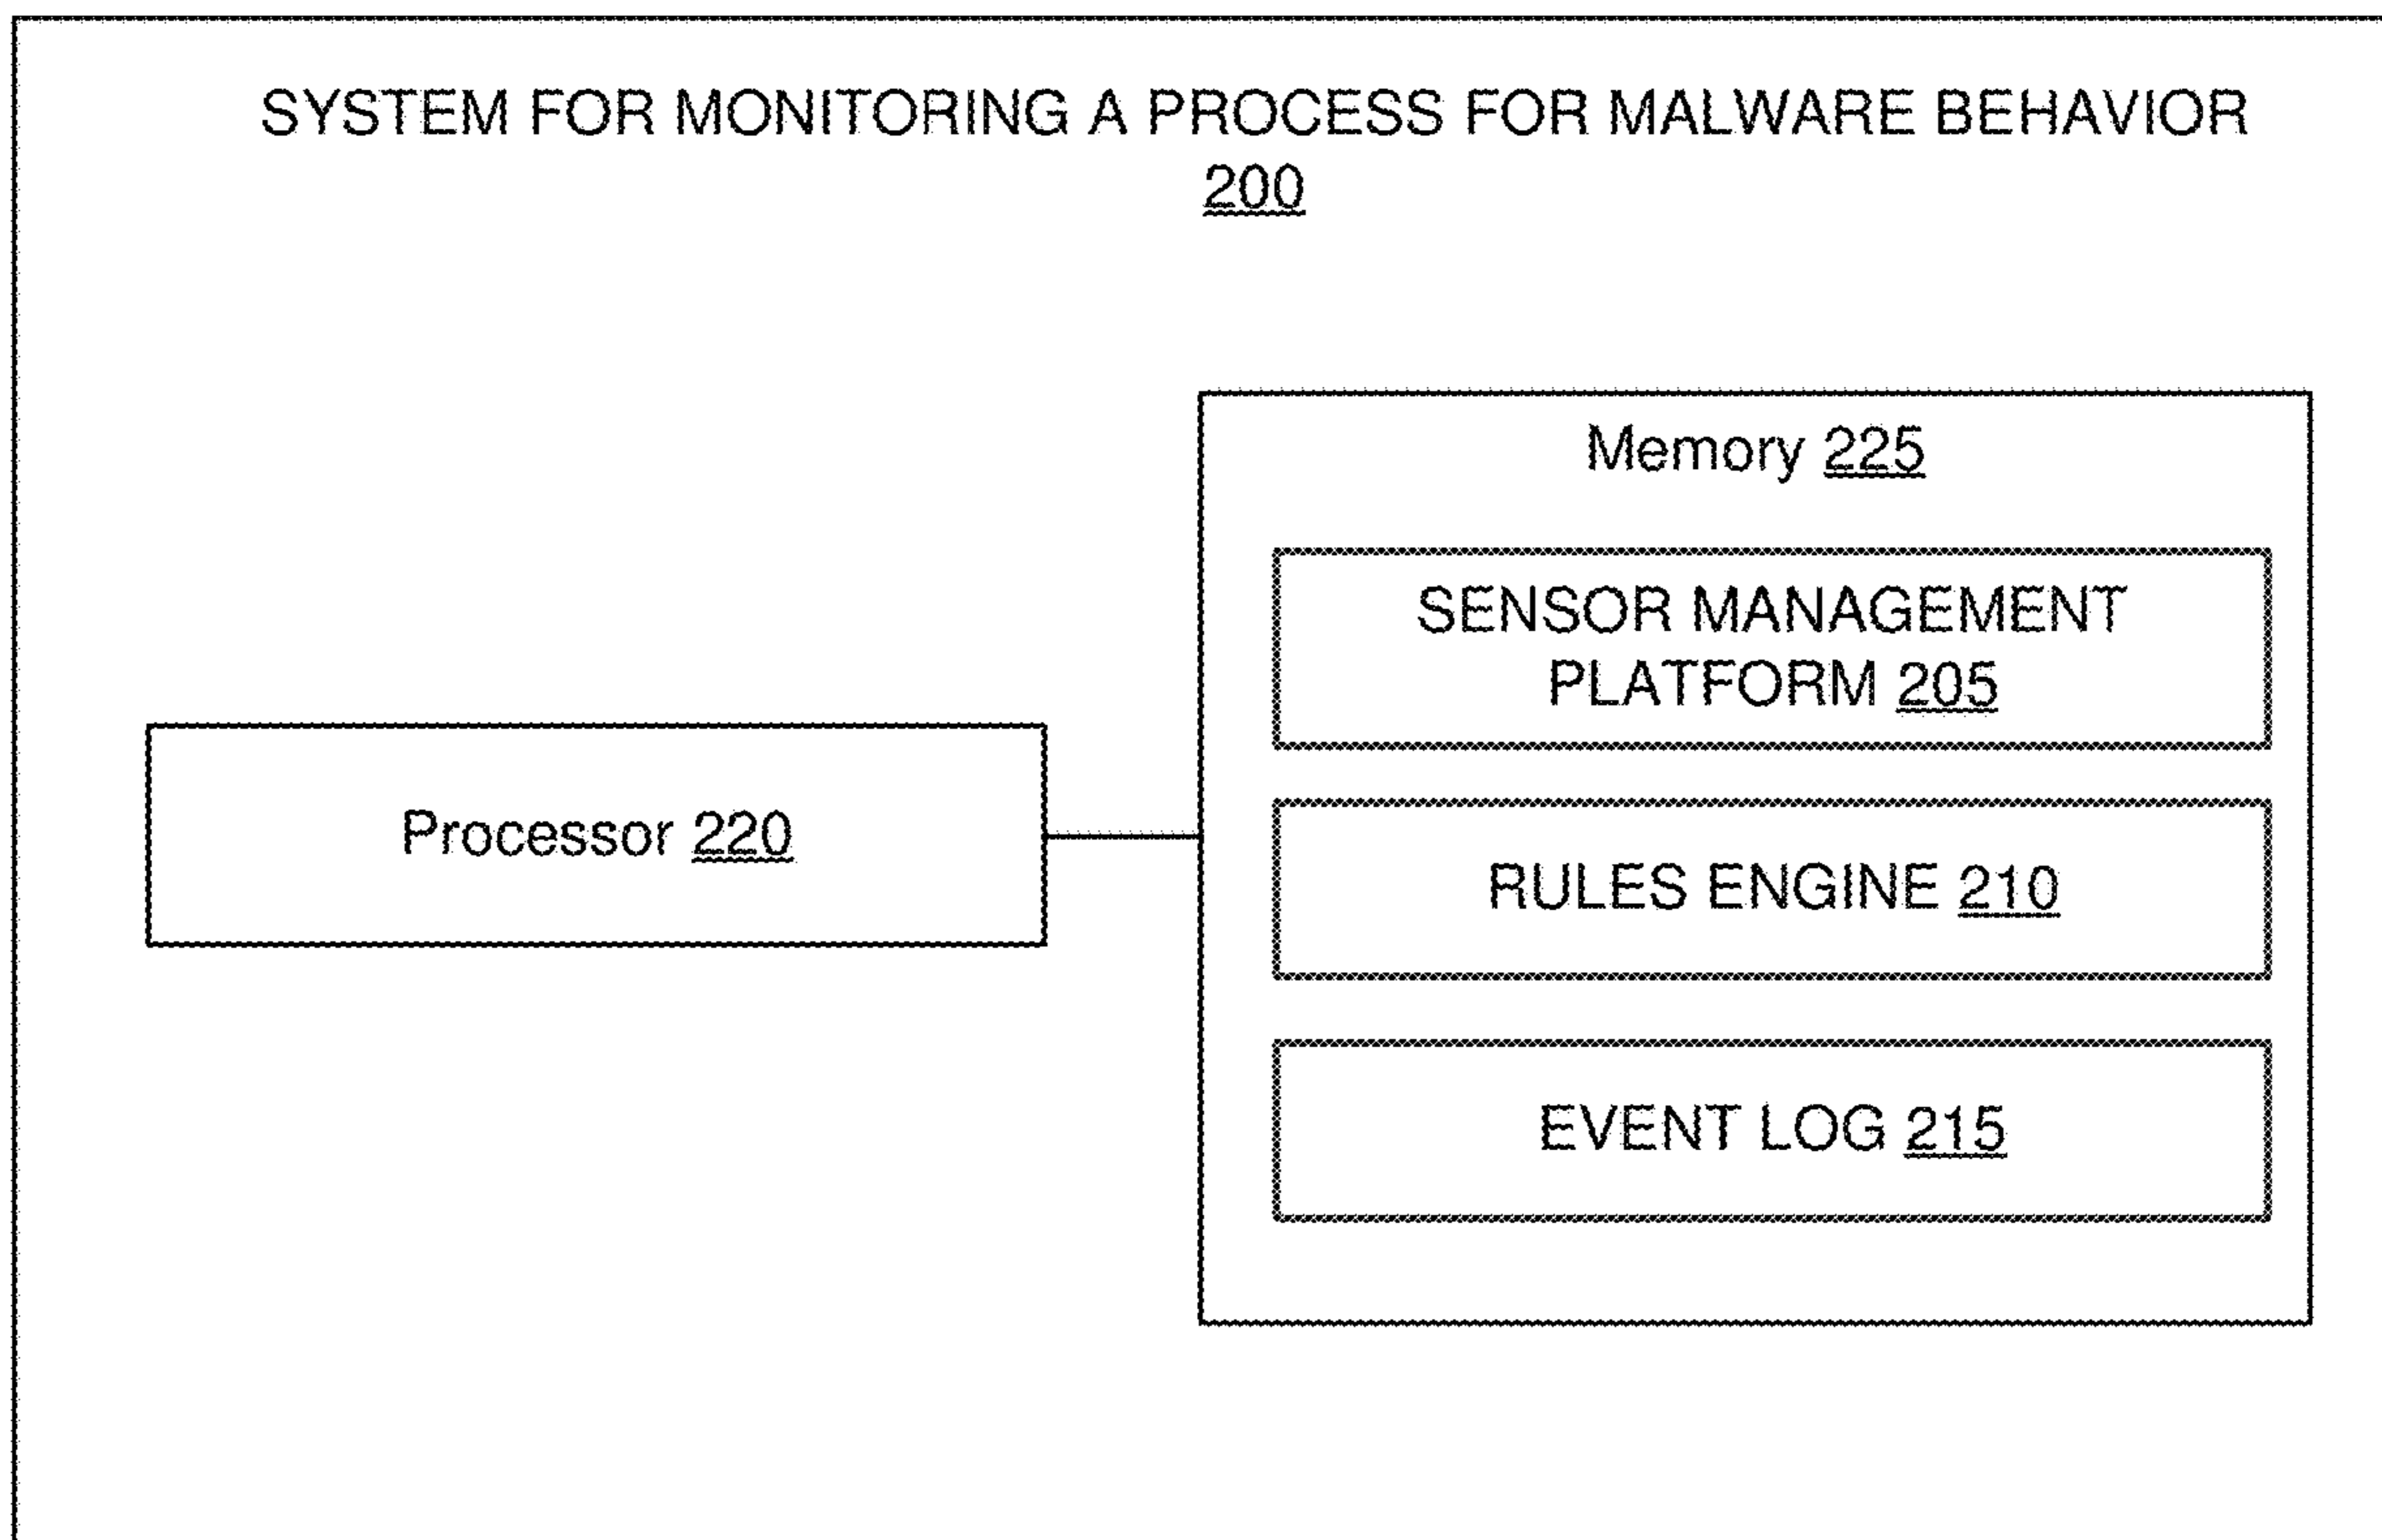 SYSTEM FOR MONITORING A PROCESS FOR MALWARE BEHAVIOR
200
Memory 225
SENSOR MANAGEMENT
PLATFORM 205
Processor 220
RULES ENGINE 210
EVENT LOG 215